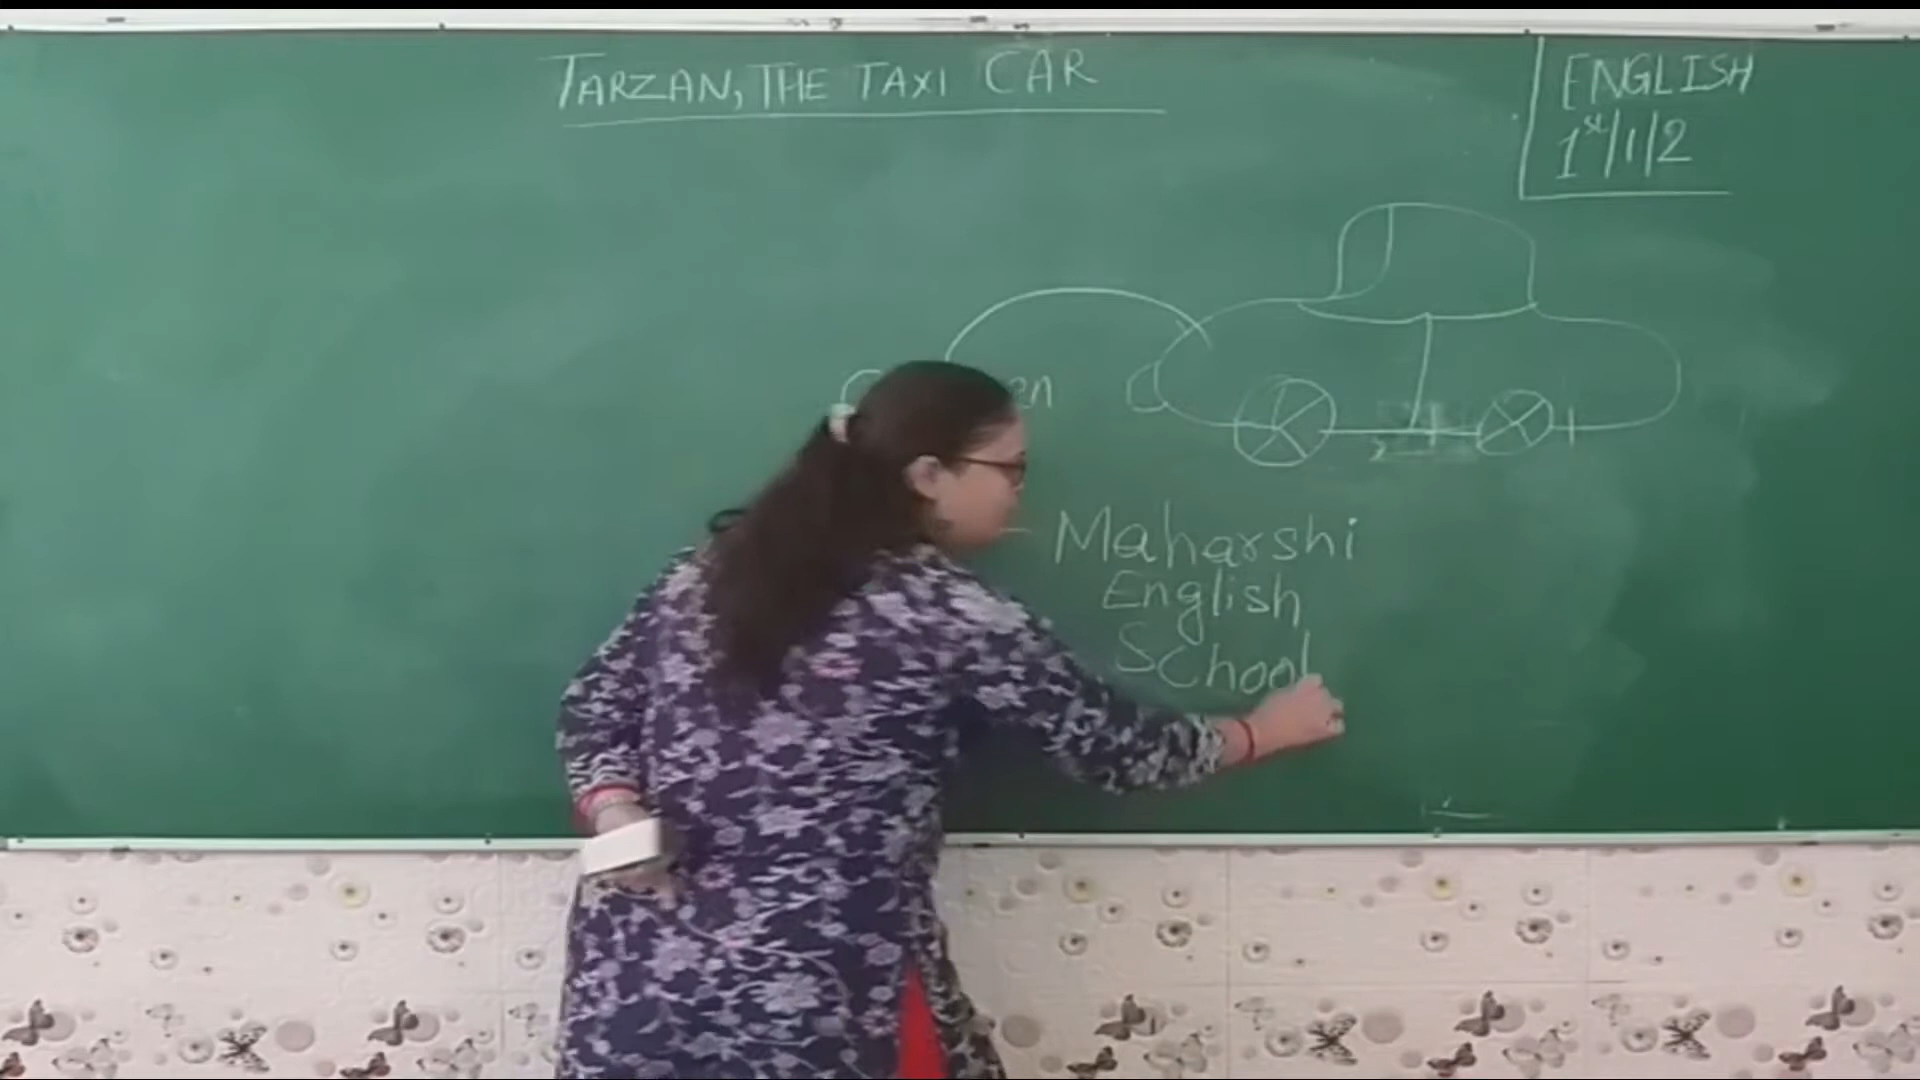 TARZAN, THE TAXI CAR
ENGLISH
1st/1/2
Maharshi
English
School